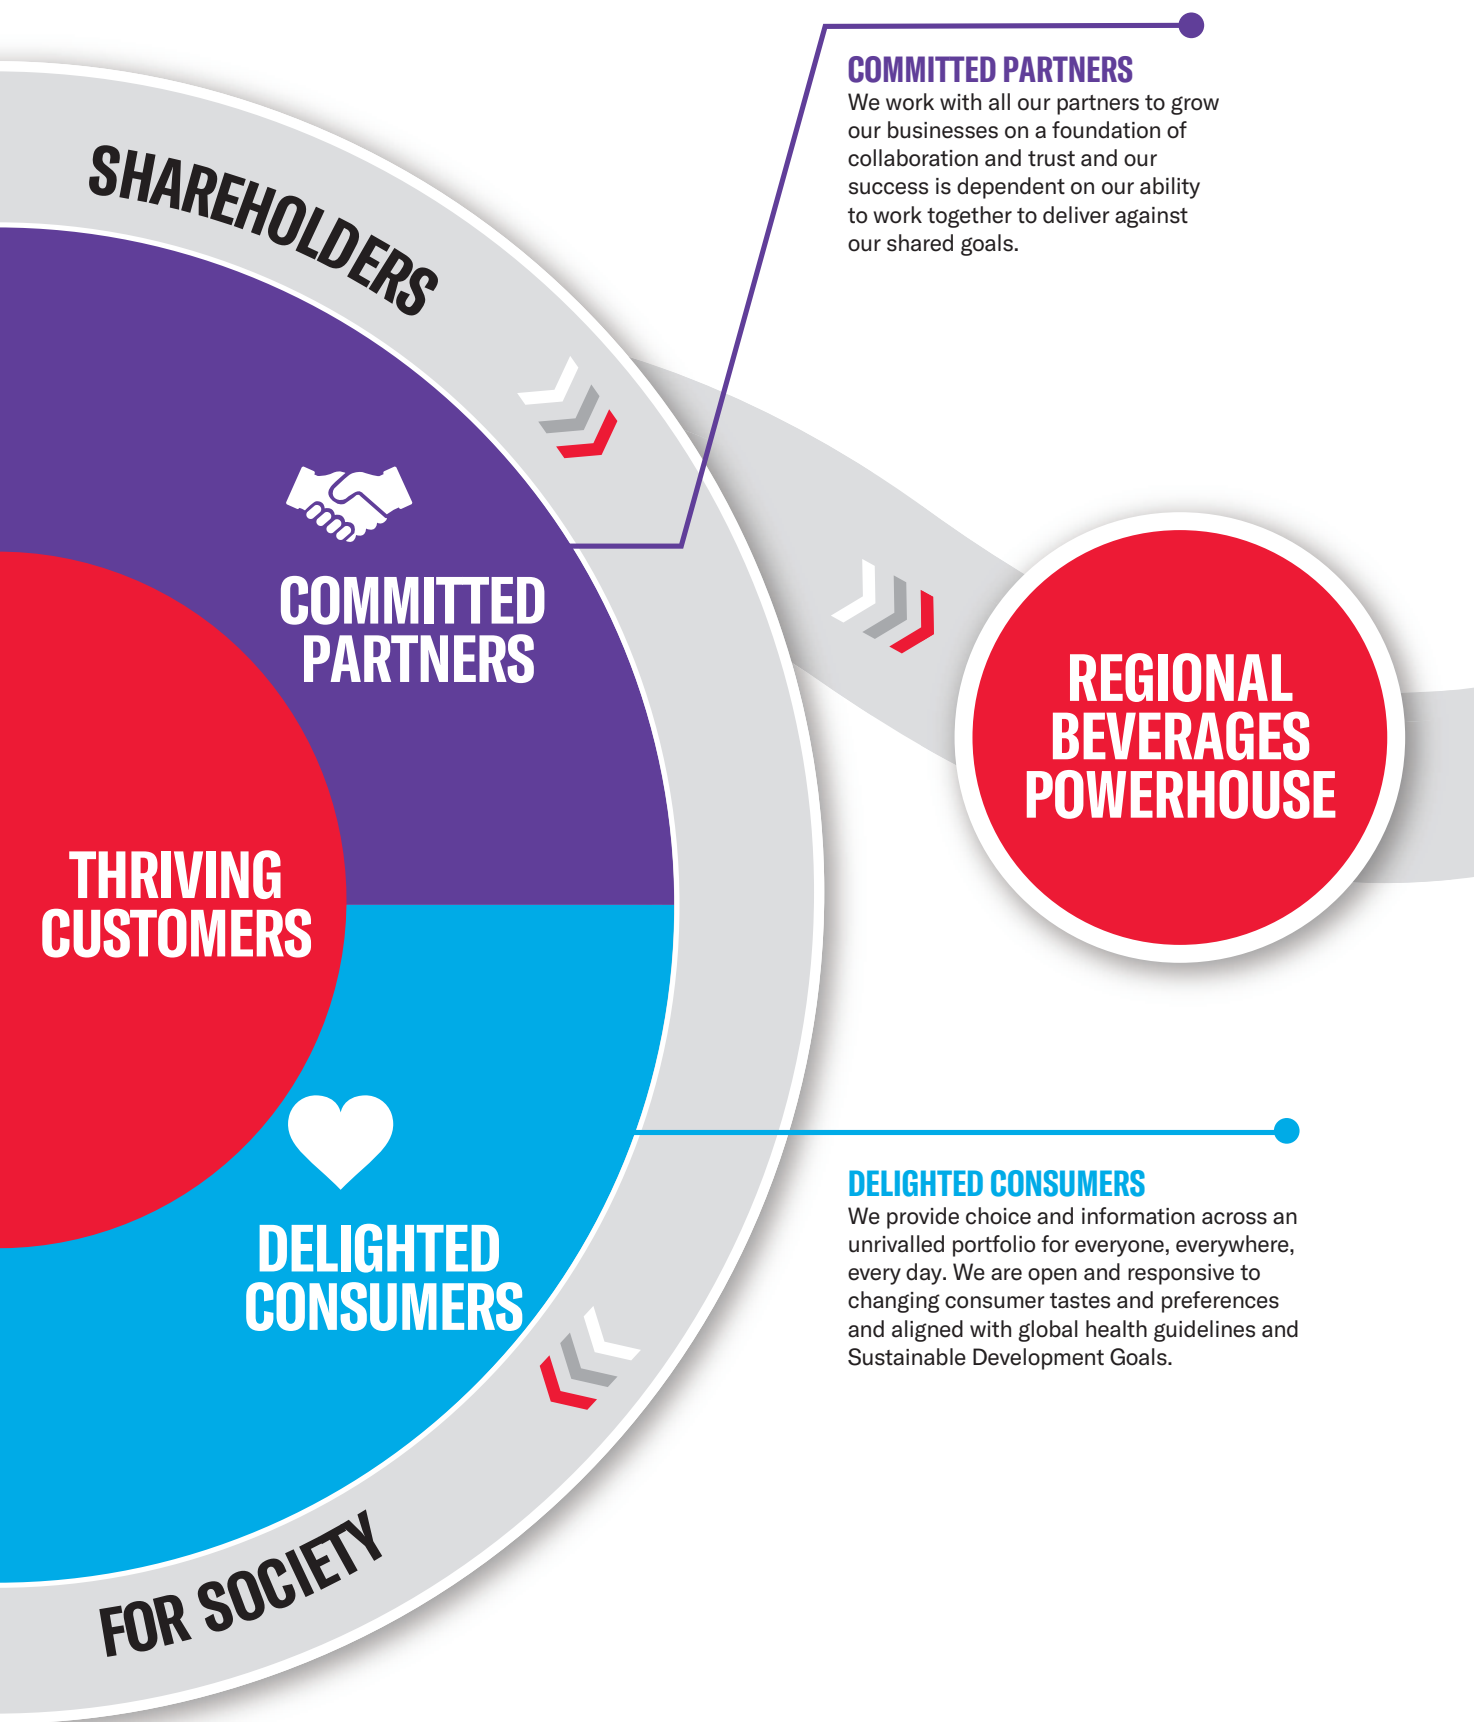 COMMITTED PARTNERS
We work with all our partners to grow
our businesses on a foundation of
collaboration and trust and our
success is dependent on our ability
to work together to deliver against
our shared goals.
SHAREHOLDERS
COMMITTED
PARTNERS
REGIONAL
BEVERAGES
POWERHOUSE
THRIVING
CUSTOMERS
DELIGHTED
CONSUMERS
DELIGHTED CONSUMERS
We provide choice and information across an
unrivalled portfolio for everyone, everywhere,
every day. We are open and responsive to
changing consumer tastes and preferences
and aligned with global health guidelines and
Sustainable Development Goals.
FOR SOCIETY